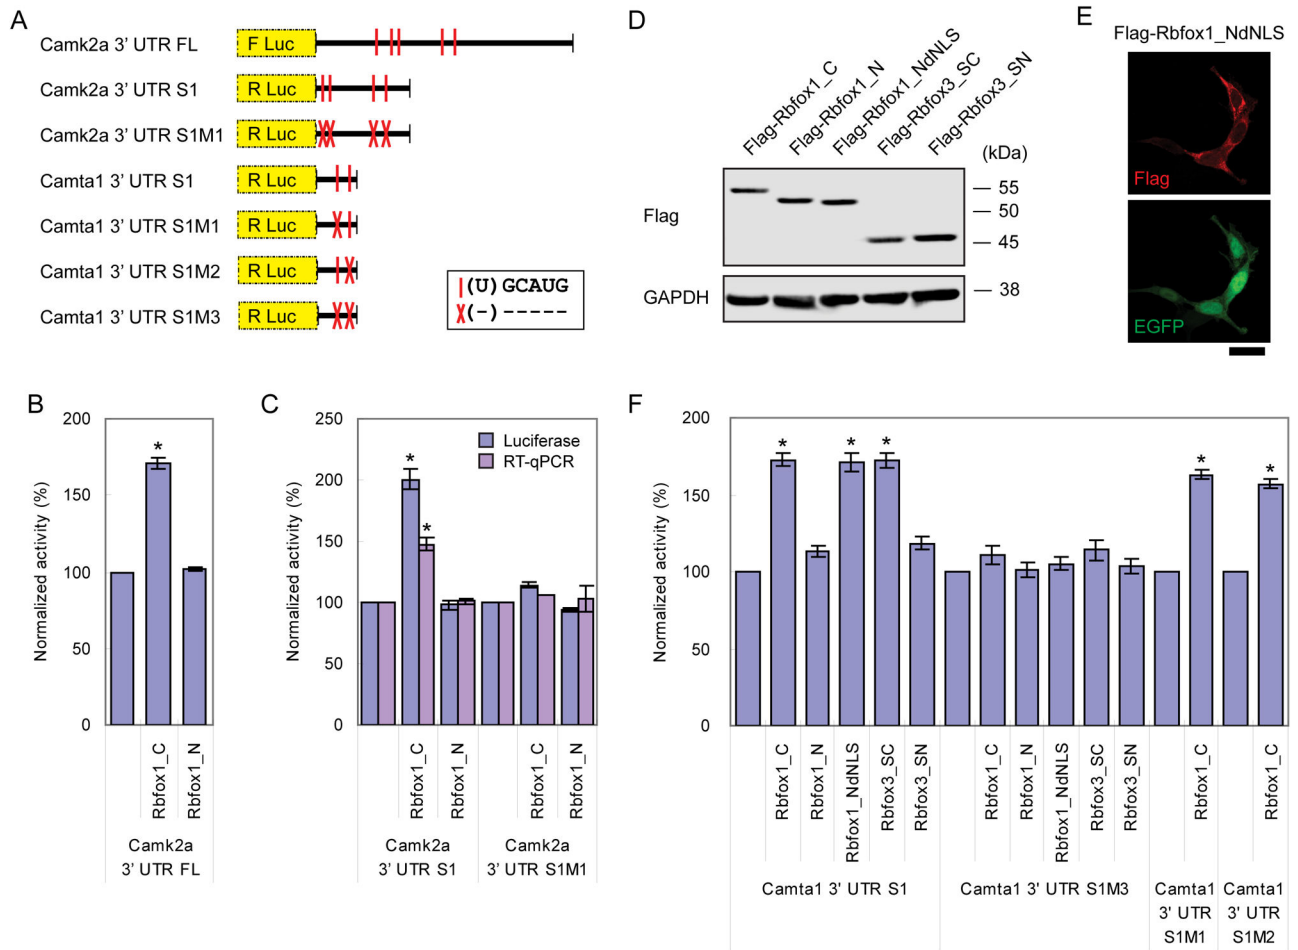 A
Camk2a 3' UTR FL
F Luc
Camk2a 3' UTR S1
R Luc
Camk2a 3' UTR S1M1
R Luc
Camta1 3' UTR S1
R Luc
Camta1 3' UTR S1M1
R Luc
Camta1 3' UTR S1M2
R Luc
Camta1 3' UTR S1M3
R Luc
(U) GCAUG
(-) -----
D
Flag-Rbfox1_C
Flag-Rbfox1_N
Flag-Rbfox1_NdNLS
Flag-Rbfox3_SC
Flag-Rbfox3_SN
(kDa)
Flag
55
50
45
GAPDH
38
E
Flag-Rbfox1_NdNLS
Flag
EGFP
B
Normalized activity (%)
200
150
100
50
0
*
Rbfox1_C
Rbfox1_N
Camk2a
3' UTR FL
C
Normalized activity (%)
250
200
150
100
50
0
Luciferase
RT-qPCR
*
*
Rbfox1_C
Rbfox1_N
Rbfox1_C
Rbfox1_N
Camk2a
3' UTR S1
Camk2a
3' UTR S1M1
F
Normalized activity (%)
200
150
100
50
0
*
*
*
*
*
Rbfox1_C
Rbfox1_N
Rbfox1_NdNLS
Rbfox3_SC
Rbfox3_SN
Rbfox1_C
Rbfox1_N
Rbfox1_NdNLS
Rbfox3_SC
Rbfox3_SN
Rbfox1_C
Rbfox1_C
Camta1 3' UTR S1
Camta1 3' UTR S1M3
Camta1
3' UTR
S1M1
Camta1
3' UTR
S1M2